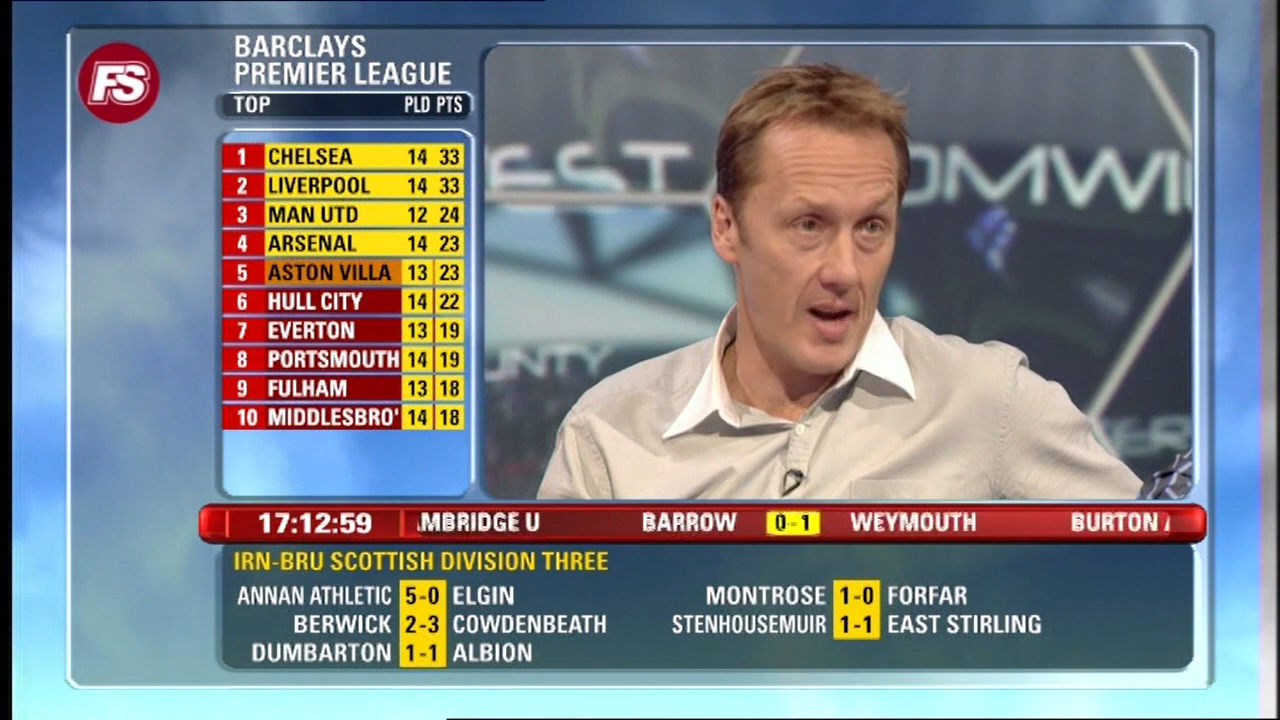 FS
BARCLAYS
PREMIER LEAGUE
TOP PLD PTS
1 CHELSEA 14 33
2 LIVERPOOL 14 33
3 MAN UTD 12 24
4 ARSENAL 14 23
5 ASTON VILLA 13 23
6 HULL CITY 14 22
7 EVERTON 13 19
8 PORTSMOUTH 14 19
9 FULHAM 13 18
10 MIDDLESBRO' 14 18
EST OMWI
UNTY
17:12:59 MBRIDGE U BARROW 0-1 WEYMOUTH BURTON
IRN-BRU SCOTTISH DIVISION THREE
ANNAN ATHLETIC 5-0 ELGIN MONTROSE 1-0 FORFAR
BERWICK 2-3 COWDENBEATH STENHOUSEMUIR 1-1 EAST STIRLING
DUMBARTON 1-1 ALBION